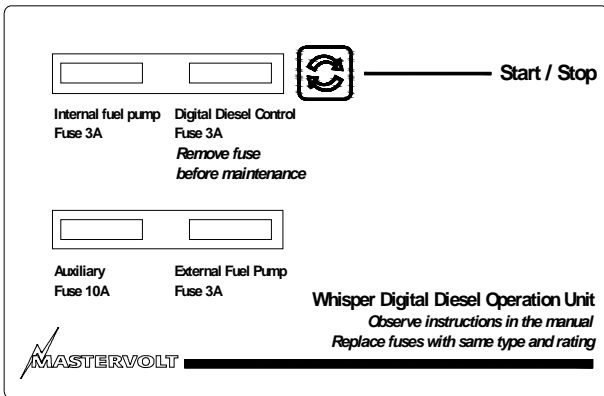 Start / Stop
Internal fuel pump Digital Diesel Control
Fuse 3A Fuse 3A
Remove fuse
before maintenance
Auxiliary External Fuel Pump
Fuse 10A Fuse 3A
Whisper Digital Diesel Operation Unit
Observe instructions in the manual
Replace fuses with same type and rating
MASTERVOLT